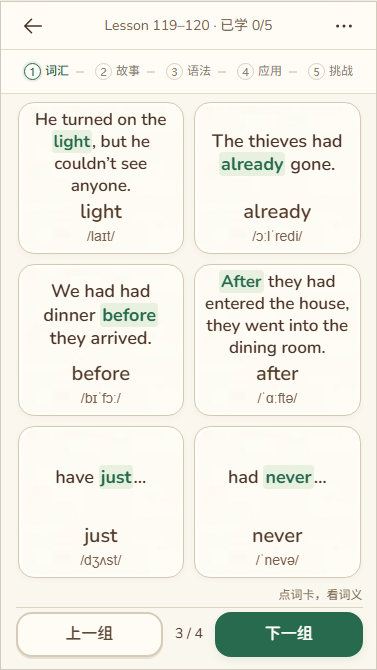 Lesson 119–120 · 已学 0/5
1 词汇 – 2 故事 – 3 语法 – 4 应用 – 5 挑战
He turned on the
light, but he
couldn't see
anyone.
light
/laɪt/
The thieves had
already gone.
already
/ɔːlˈredi/
We had had
dinner before
they arrived.
before
/bɪˈfɔː/
After they had
entered the house,
they went into the
dining room.
after
/ˈɑːftə/
have just...
just
/dʒʌst/
had never...
never
/ˈnevə/
点词卡，看词义
上一组
3 / 4
下一组